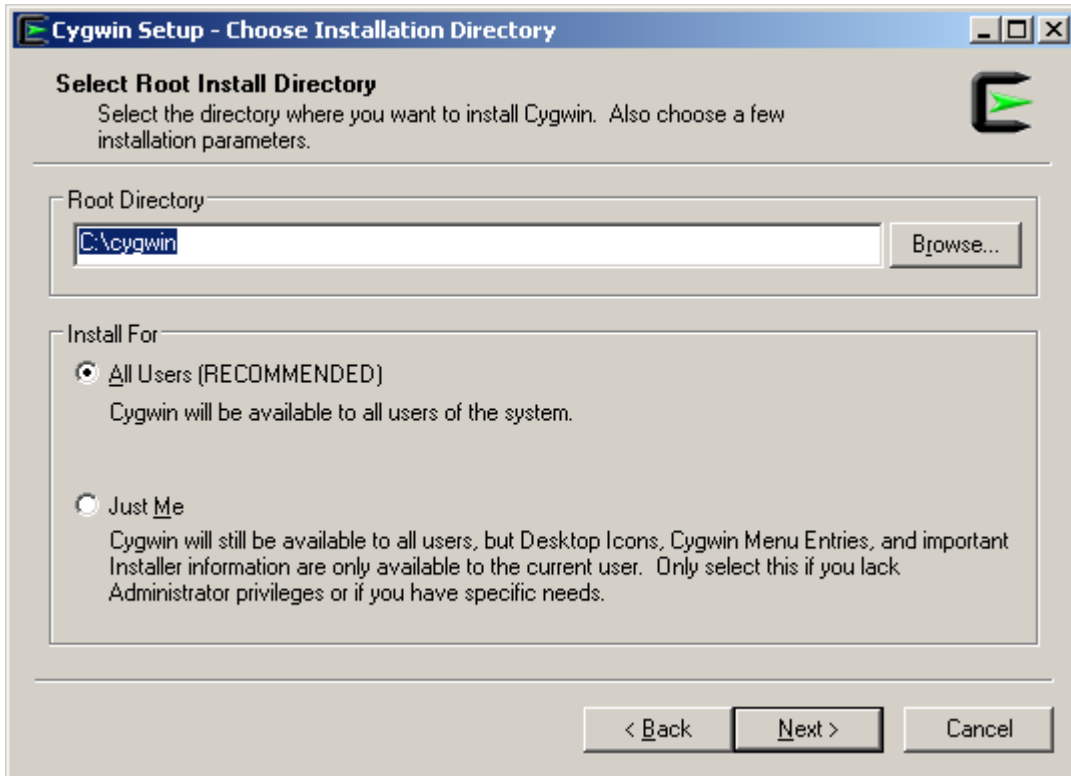 Cygwin Setup - Choose Installation Directory
Select Root Install Directory
Select the directory where you want to install Cygwin. Also choose a few
installation parameters.
Root Directory
C:\cygwin
Browse...
Install For
All Users (RECOMMENDED)
Cygwin will be available to all users of the system.
Just Me
Cygwin will still be available to all users, but Desktop Icons, Cygwin Menu Entries, and important
Installer information are only available to the current user. Only select this if you lack
Administrator privileges or if you have specific needs.
< Back
Next >
Cancel